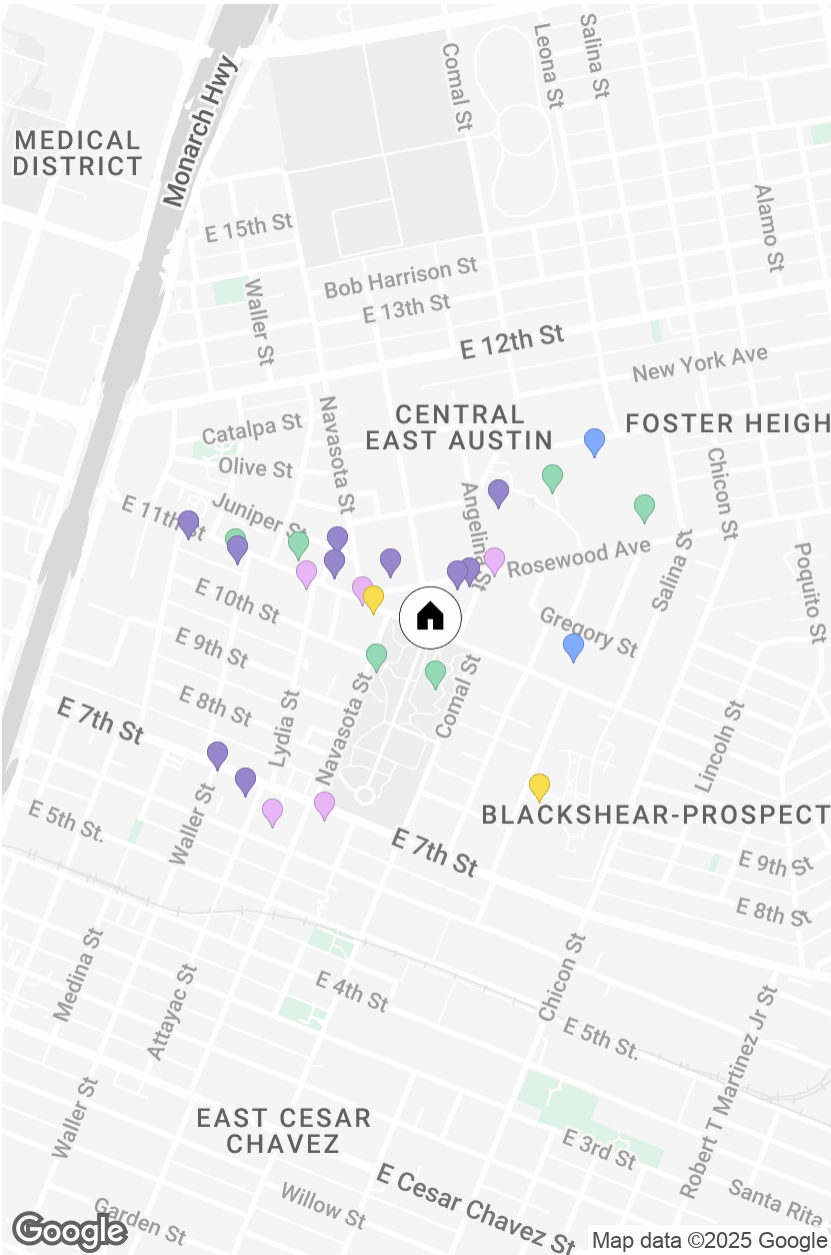 Comal St
Leona St
Salina St
Monarch Hwy
MEDICAL
DISTRICT
Alamo St
E 15th St
Waller St
Bob Harrison St
E 13th St
E 12th St
New York Ave
Navasota St
CENTRAL
EAST AUSTIN
FOSTER HEIGH
Catalpa St
Olive St
Juniper St
E 11th St
Angelina St
Chicon St
Rosewood Ave
Salina St
Poquito St
E 10th St
Gregory St
E 9th St
E 8th St
Comal St
E 7th St
Lydia St
Navasota St
Lincoln St
BLACKSHEAR-PROSPECT
E 5th St.
Waller St
E 7th St
E 9th St
E 8th St
Medina St
Attayac St
E 4th St
Chicon St
E 5th St.
Robert T Martinez Jr St
Waller St
EAST CESAR
CHAVEZ
E 3rd St
E Cesar Chavez St
Santa Rita
Willow St
Garden St
Google
Map data ©2025 Google